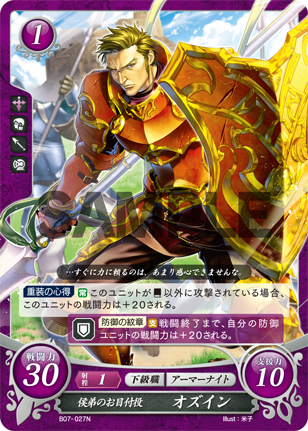 1
SAMPLE
…すぐに力に頼るのは、あまり感心できませんな。
重装の心得 常 このユニットが■以外に攻撃されている場合、
このユニットの戦闘力は＋20される。
防御の紋章 支 戦闘終了まで、自分の防御
ユニットの戦闘力は＋20される。
戦闘力
30
射程 1 下級職 アーマーナイト
支援力
10
侯弟のお目付役 オズイン
B07-027N Illust：米子